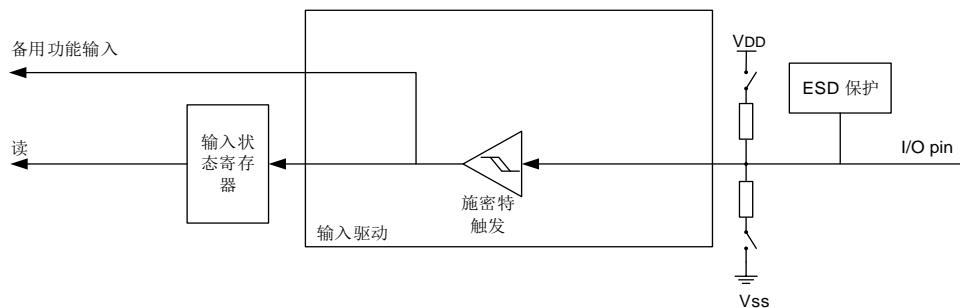 备用功能输入
VDD
ESD 保护
读
输入状
态寄存
器
I/O pin
施密特
触发
输入驱动
Vss